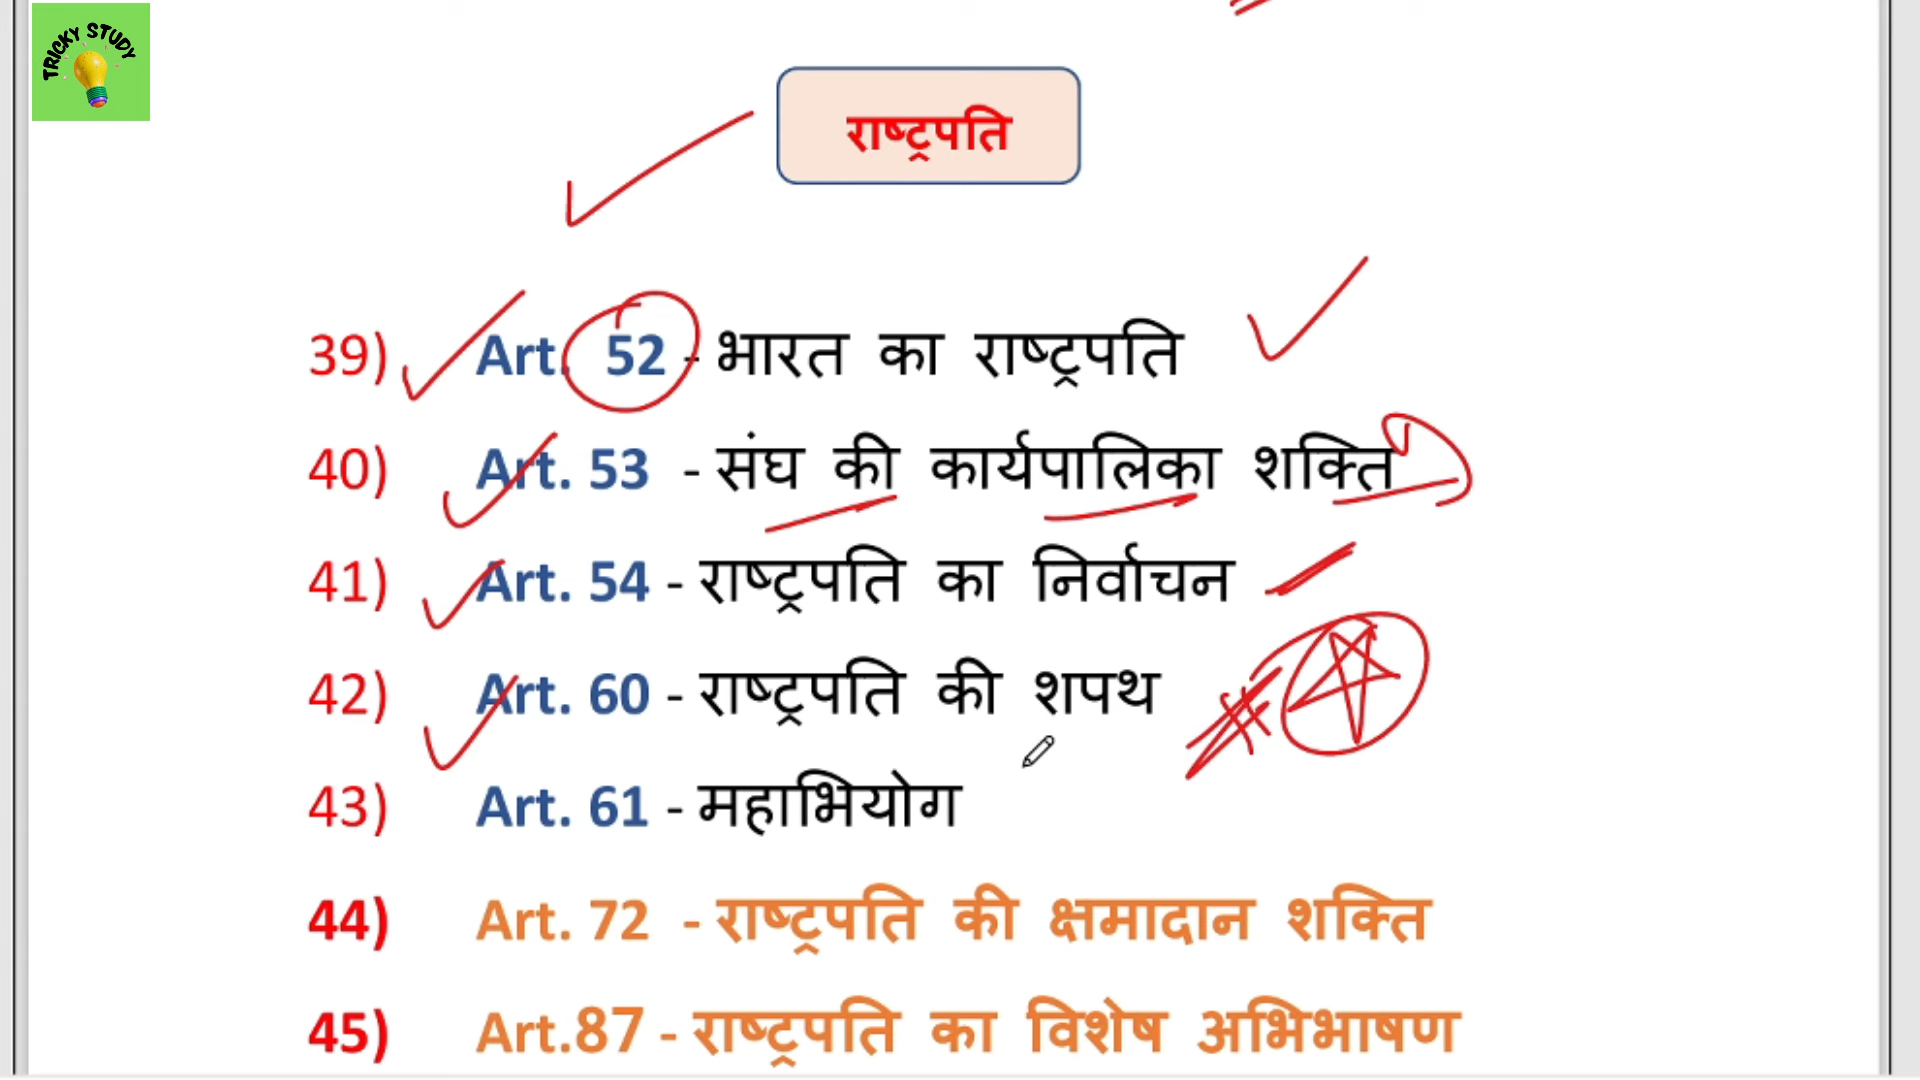 TRICKY STUDY
राष्ट्रपति
39) Art. 52 - भारत का राष्ट्रपति
40) Art. 53 - संघ की कार्यपालिका शक्ति
41) Art. 54 - राष्ट्रपति का निर्वाचन
42) Art. 60 - राष्ट्रपति की शपथ
43) Art. 61 - महाभियोग
44) Art. 72 - राष्ट्रपति की क्षमादान शक्ति
45) Art.87 - राष्ट्रपति का विशेष अभिभाषण